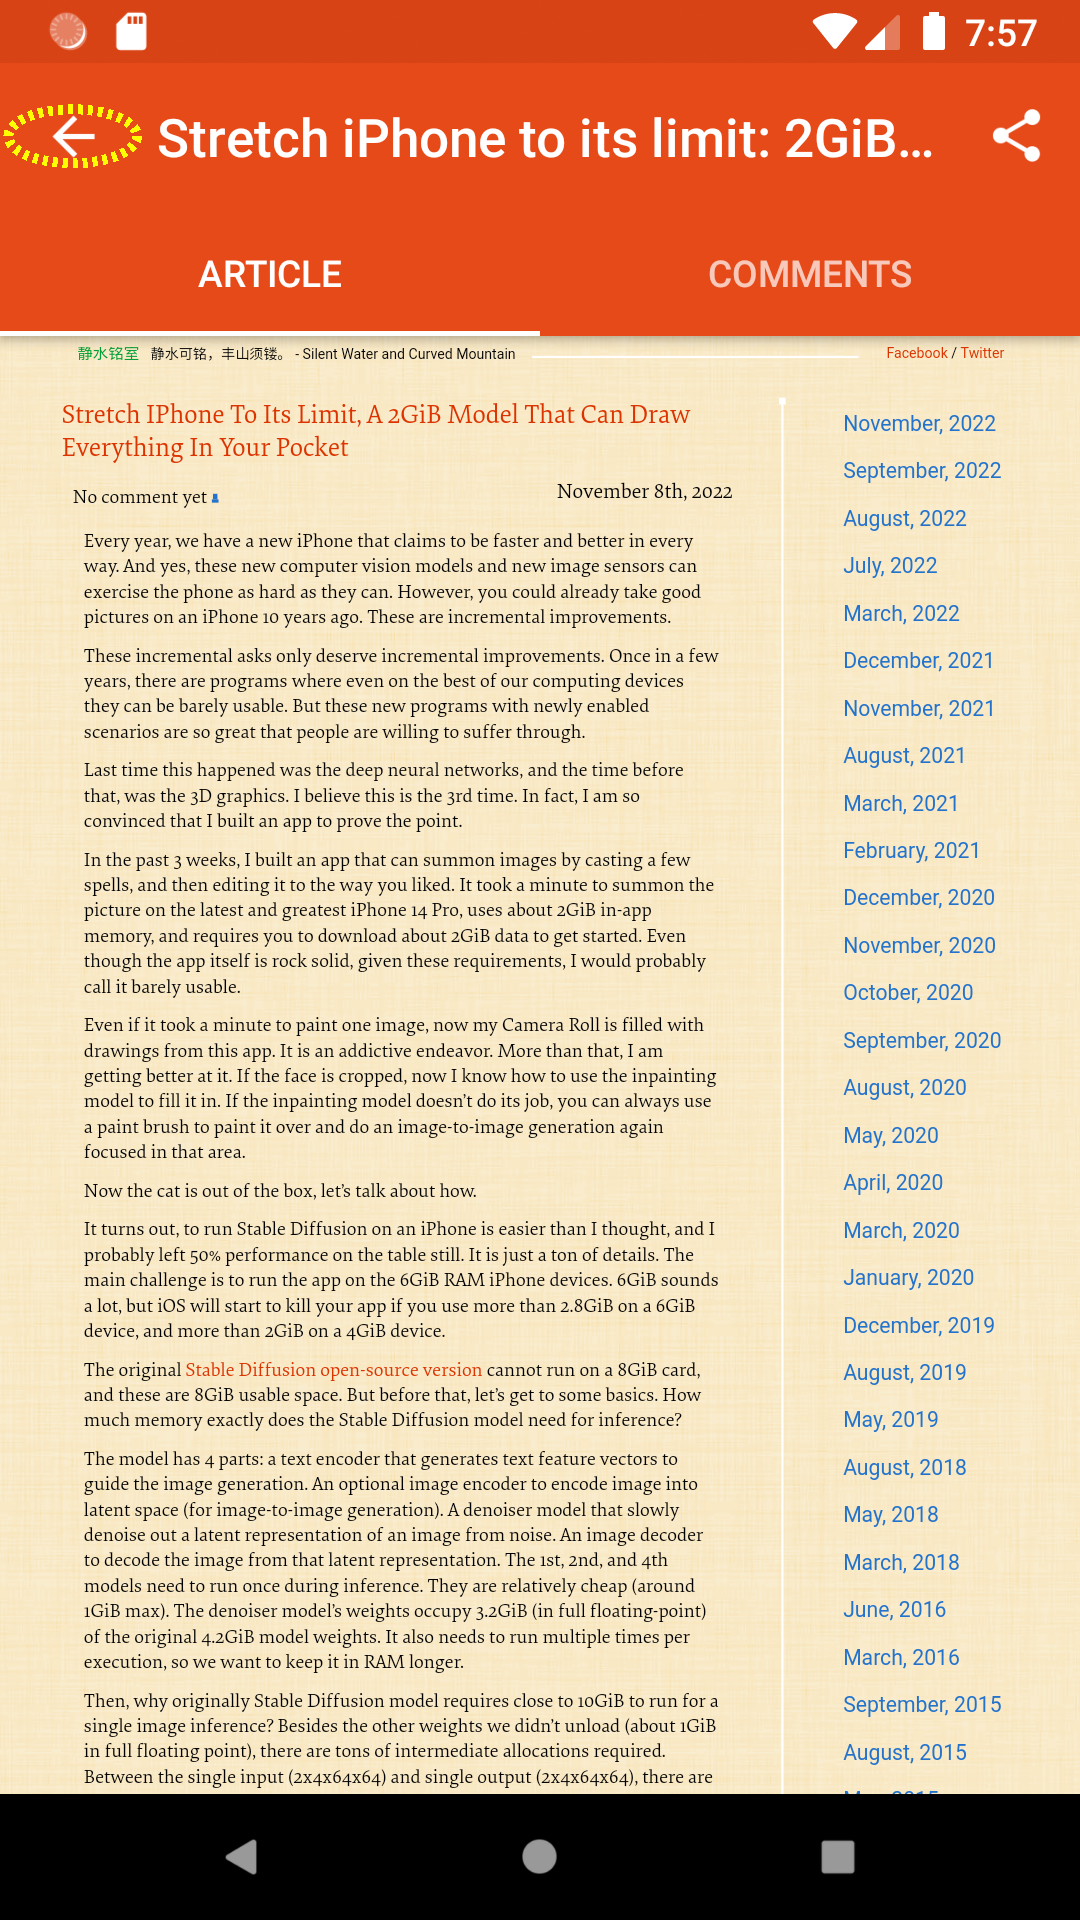 7:57
Stretch iPhone to its limit: 2GiB...
ARTICLE
COMMENTS
静水铭室 静水可铭，丰山须镂。 - Silent Water and Curved Mountain
Facebook / Twitter
Stretch IPhone To Its Limit, A 2GiB Model That Can Draw
Everything In Your Pocket
No comment yet
November 8th, 2022
Every year, we have a new iPhone that claims to be faster and better in every
way. And yes, these new computer vision models and new image sensors can
exercise the phone as hard as they can. However, you could already take good
pictures on an iPhone 10 years ago. These are incremental improvements.
These incremental asks only deserve incremental improvements. Once in a few
years, there are programs where even on the best of our computing devices
they can be barely usable. But these new programs with newly enabled
scenarios are so great that people are willing to suffer through.
Last time this happened was the deep neural networks, and the time before
that, was the 3D graphics. I believe this is the 3rd time. In fact, I am so
convinced that I built an app to prove the point.
In the past 3 weeks, I built an app that can summon images by casting a few
spells, and then editing it to the way you liked. It took a minute to summon the
picture on the latest and greatest iPhone 14 Pro, uses about 2GiB in-app
memory, and requires you to download about 2GiB data to get started. Even
though the app itself is rock solid, given these requirements, I would probably
call it barely usable.
Even if it took a minute to paint one image, now my Camera Roll is filled with
drawings from this app. It is an addictive endeavor. More than that, I am
getting better at it. If the face is cropped, now I know how to use the inpainting
model to fill it in. If the inpainting model doesn’t do its job, you can always use
a paint brush to paint it over and do an image-to-image generation again
focused in that area.
Now the cat is out of the box, let’s talk about how.
It turns out, to run Stable Diffusion on an iPhone is easier than I thought, and I
probably left 50% performance on the table still. It is just a ton of details. The
main challenge is to run the app on the 6GiB RAM iPhone devices. 6GiB sounds
a lot, but iOS will start to kill your app if you use more than 2.8GiB on a 6GiB
device, and more than 2GiB on a 4GiB device.
The original Stable Diffusion open-source version cannot run on a 8GiB card,
and these are 8GiB usable space. But before that, let’s get to some basics. How
much memory exactly does the Stable Diffusion model need for inference?
The model has 4 parts: a text encoder that generates text feature vectors to
guide the image generation. An optional image encoder to encode image into
latent space (for image-to-image generation). A denoiser model that slowly
denoise out a latent representation of an image from noise. An image decoder
to decode the image from that latent representation. The 1st, 2nd, and 4th
models need to run once during inference. They are relatively cheap (around
1GiB max). The denoiser model’s weights occupy 3.2GiB (in full floating-point)
of the original 4.2GiB model weights. It also needs to run multiple times per
execution, so we want to keep it in RAM longer.
Then, why originally Stable Diffusion model requires close to 10GiB to run for a
single image inference? Besides the other weights we didn’t unload (about 1GiB
in full floating point), there are tons of intermediate allocations required.
Between the single input (2x4x64x64) and single output (2x4x64x64), there are
November, 2022
September, 2022
August, 2022
July, 2022
March, 2022
December, 2021
November, 2021
August, 2021
March, 2021
February, 2021
December, 2020
November, 2020
October, 2020
September, 2020
August, 2020
May, 2020
April, 2020
March, 2020
January, 2020
December, 2019
August, 2019
May, 2019
August, 2018
May, 2018
March, 2018
June, 2016
March, 2016
September, 2015
August, 2015